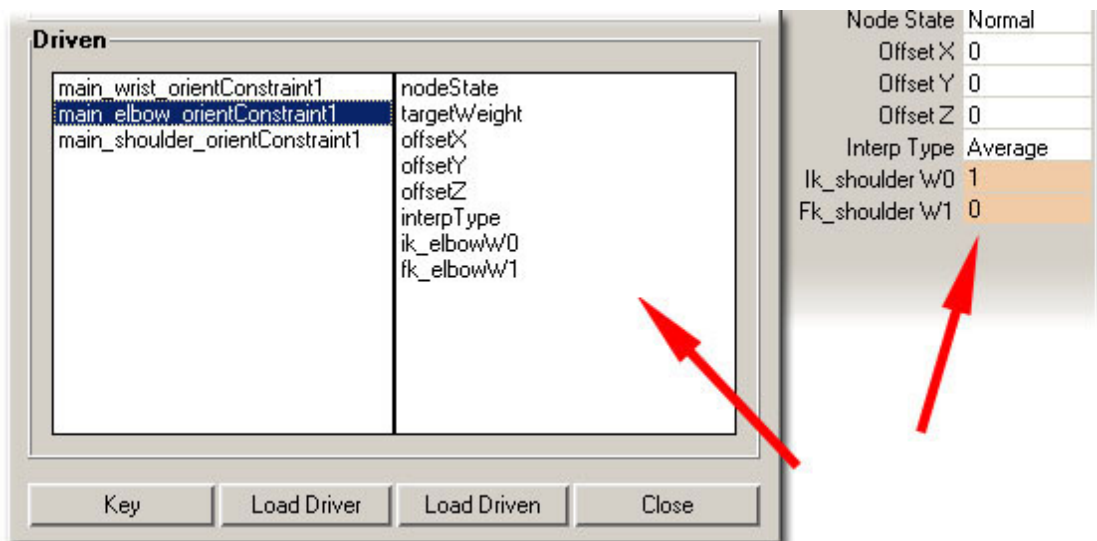 Driven
main_wrist_orientConstraint1
main_elbow_orientConstraint1
main_shoulder_orientConstraint1
nodeState
targetWeight
offsetX
offsetY
offsetZ
interpType
ik_elbowW0
fk_elbowW1
Key Load Driver Load Driven Close
Node State Normal
Offset X 0
Offset Y 0
Offset Z 0
Interp Type Average
Ik_shoulder W0 1
Fk_shoulder W1 0